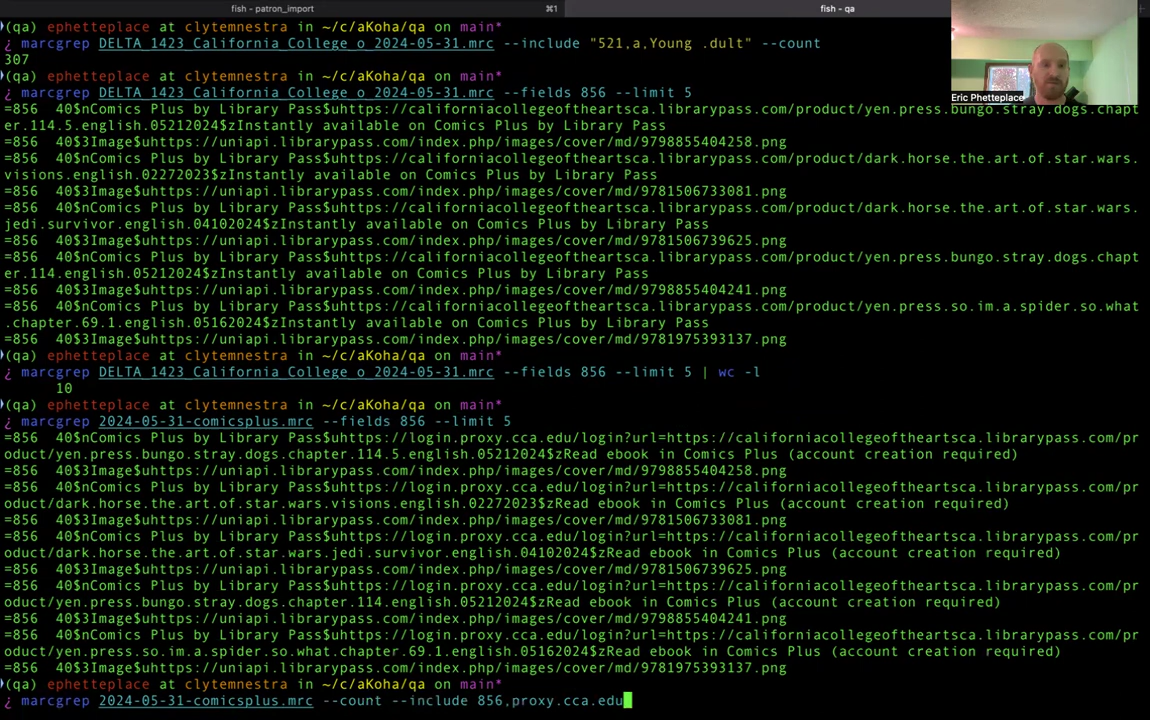 fish - patron_import ⌘1 fish - qa
(qa) ephetteplace at clytemnestra in ~/c/aKoha/qa on main*
¿ marcgrep DELTA_1423_California_College_o_2024-05-31.mrc --include "521,a,Young .dult" --count
307
(qa) ephetteplace at clytemnestra in ~/c/aKoha/qa on main*
¿ marcgrep DELTA_1423_California_College_o_2024-05-31.mrc --fields 856 --limit 5
Eric Phetteplace
=856  40$nComics Plus by Library Pass$uhttps://californiacollegeoftheartsca.librarypass.com/product/yen.press.bungo.stray.dogs.chapt
er.114.5.english.05212024$zInstantly available on Comics Plus by Library Pass
=856  40$3Image$uhttps://uniapi.librarypass.com/index.php/images/cover/md/9798855404258.png
=856  40$nComics Plus by Library Pass$uhttps://californiacollegeoftheartsca.librarypass.com/product/dark.horse.the.art.of.star.wars.
visions.english.02272023$zInstantly available on Comics Plus by Library Pass
=856  40$3Image$uhttps://uniapi.librarypass.com/index.php/images/cover/md/9781506733081.png
=856  40$nComics Plus by Library Pass$uhttps://californiacollegeoftheartsca.librarypass.com/product/dark.horse.the.art.of.star.wars.
jedi.survivor.english.04102024$zInstantly available on Comics Plus by Library Pass
=856  40$3Image$uhttps://uniapi.librarypass.com/index.php/images/cover/md/9781506739625.png
=856  40$nComics Plus by Library Pass$uhttps://californiacollegeoftheartsca.librarypass.com/product/yen.press.bungo.stray.dogs.chapt
er.114.english.05212024$zInstantly available on Comics Plus by Library Pass
=856  40$3Image$uhttps://uniapi.librarypass.com/index.php/images/cover/md/9798855404241.png
=856  40$nComics Plus by Library Pass$uhttps://californiacollegeoftheartsca.librarypass.com/product/yen.press.so.im.a.spider.so.what
.chapter.69.1.english.05162024$zInstantly available on Comics Plus by Library Pass
=856  40$3Image$uhttps://uniapi.librarypass.com/index.php/images/cover/md/9781975393137.png
(qa) ephetteplace at clytemnestra in ~/c/aKoha/qa on main*
¿ marcgrep DELTA_1423_California_College_o_2024-05-31.mrc --fields 856 --limit 5 | wc -l
10
(qa) ephetteplace at clytemnestra in ~/c/aKoha/qa on main*
¿ marcgrep 2024-05-31-comicsplus.mrc --fields 856 --limit 5
=856  40$nComics Plus by Library Pass$uhttps://login.proxy.cca.edu/login?url=https://californiacollegeoftheartsca.librarypass.com/pr
oduct/yen.press.bungo.stray.dogs.chapter.114.5.english.05212024$zRead ebook in Comics Plus (account creation required)
=856  40$3Image$uhttps://uniapi.librarypass.com/index.php/images/cover/md/9798855404258.png
=856  40$nComics Plus by Library Pass$uhttps://login.proxy.cca.edu/login?url=https://californiacollegeoftheartsca.librarypass.com/pr
oduct/dark.horse.the.art.of.star.wars.visions.english.02272023$zRead ebook in Comics Plus (account creation required)
=856  40$3Image$uhttps://uniapi.librarypass.com/index.php/images/cover/md/9781506733081.png
=856  40$nComics Plus by Library Pass$uhttps://login.proxy.cca.edu/login?url=https://californiacollegeoftheartsca.librarypass.com/pr
oduct/dark.horse.the.art.of.star.wars.jedi.survivor.english.04102024$zRead ebook in Comics Plus (account creation required)
=856  40$3Image$uhttps://uniapi.librarypass.com/index.php/images/cover/md/9781506739625.png
=856  40$nComics Plus by Library Pass$uhttps://login.proxy.cca.edu/login?url=https://californiacollegeoftheartsca.librarypass.com/pr
oduct/yen.press.bungo.stray.dogs.chapter.114.english.05212024$zRead ebook in Comics Plus (account creation required)
=856  40$3Image$uhttps://uniapi.librarypass.com/index.php/images/cover/md/9798855404241.png
=856  40$nComics Plus by Library Pass$uhttps://login.proxy.cca.edu/login?url=https://californiacollegeoftheartsca.librarypass.com/pr
oduct/yen.press.so.im.a.spider.so.what.chapter.69.1.english.05162024$zRead ebook in Comics Plus (account creation required)
=856  40$3Image$uhttps://uniapi.librarypass.com/index.php/images/cover/md/9781975393137.png
(qa) ephetteplace at clytemnestra in ~/c/aKoha/qa on main*
¿ marcgrep 2024-05-31-comicsplus.mrc --count --include 856,proxy.cca.edu